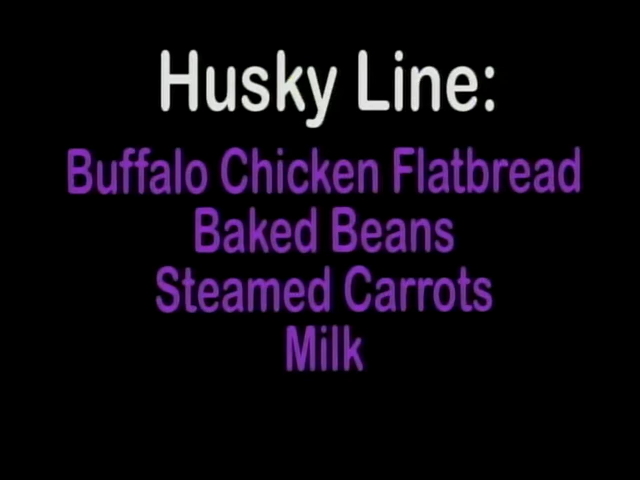 Husky Line:
Buffalo Chicken Flatbread
Baked Beans
Steamed Carrots
Milk